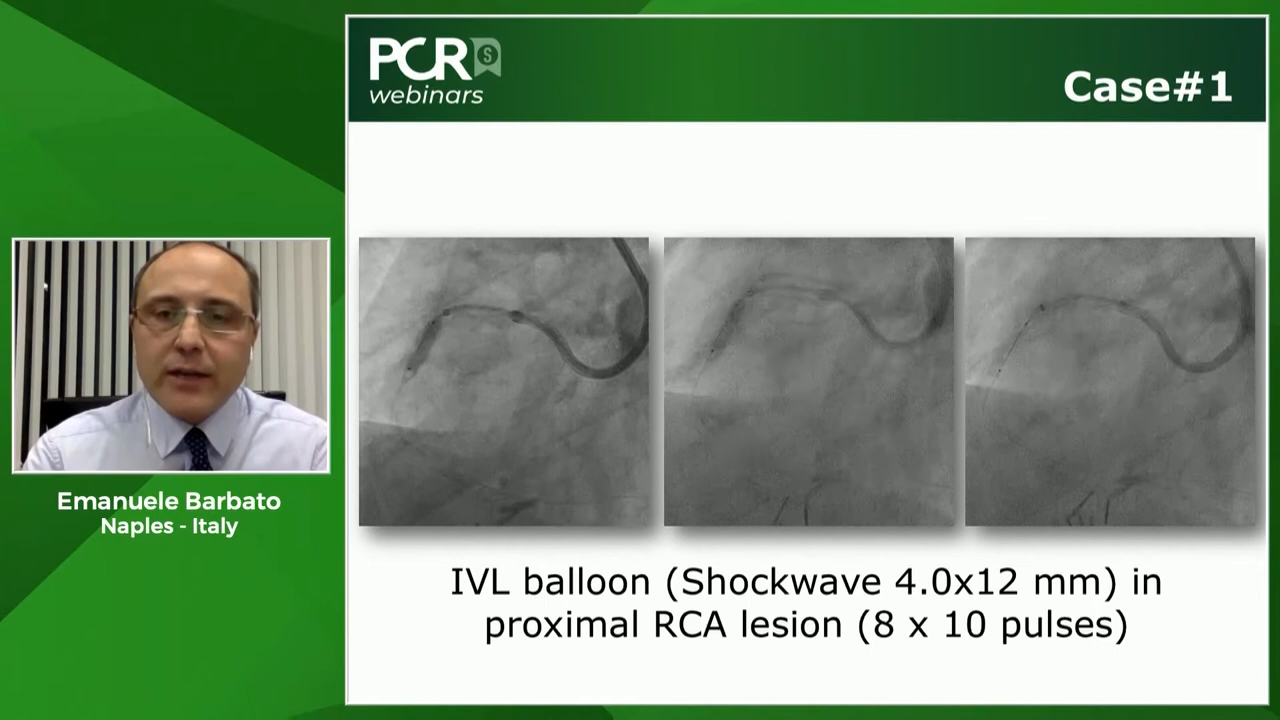 PCR
webinars
Case#1
Emanuele Barbato
Naples - Italy
IVL balloon (Shockwave 4.0x12 mm) in
proximal RCA lesion (8 x 10 pulses)